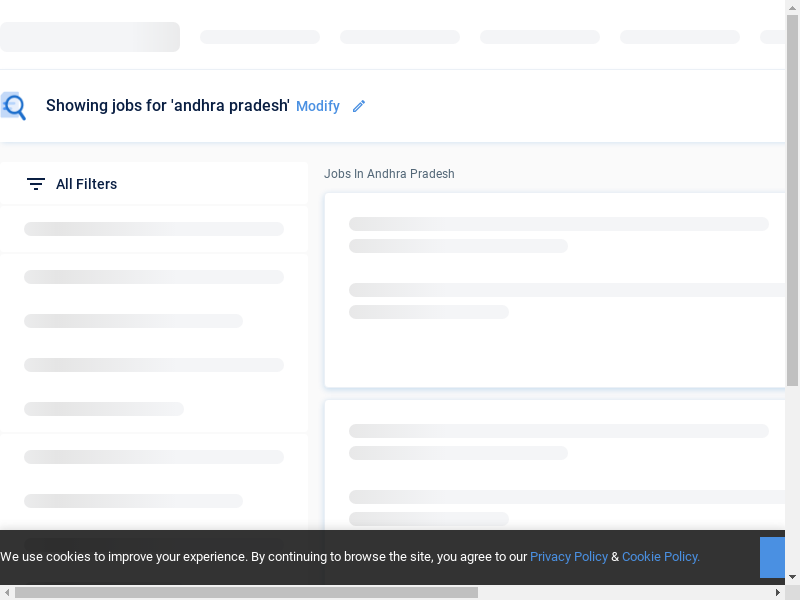 Showing jobs for 'andhra pradesh' Modify
All Filters
Jobs In Andhra Pradesh
We use cookies to improve your experience. By continuing to browse the site, you agree to our Privacy Policy & Cookie Policy.